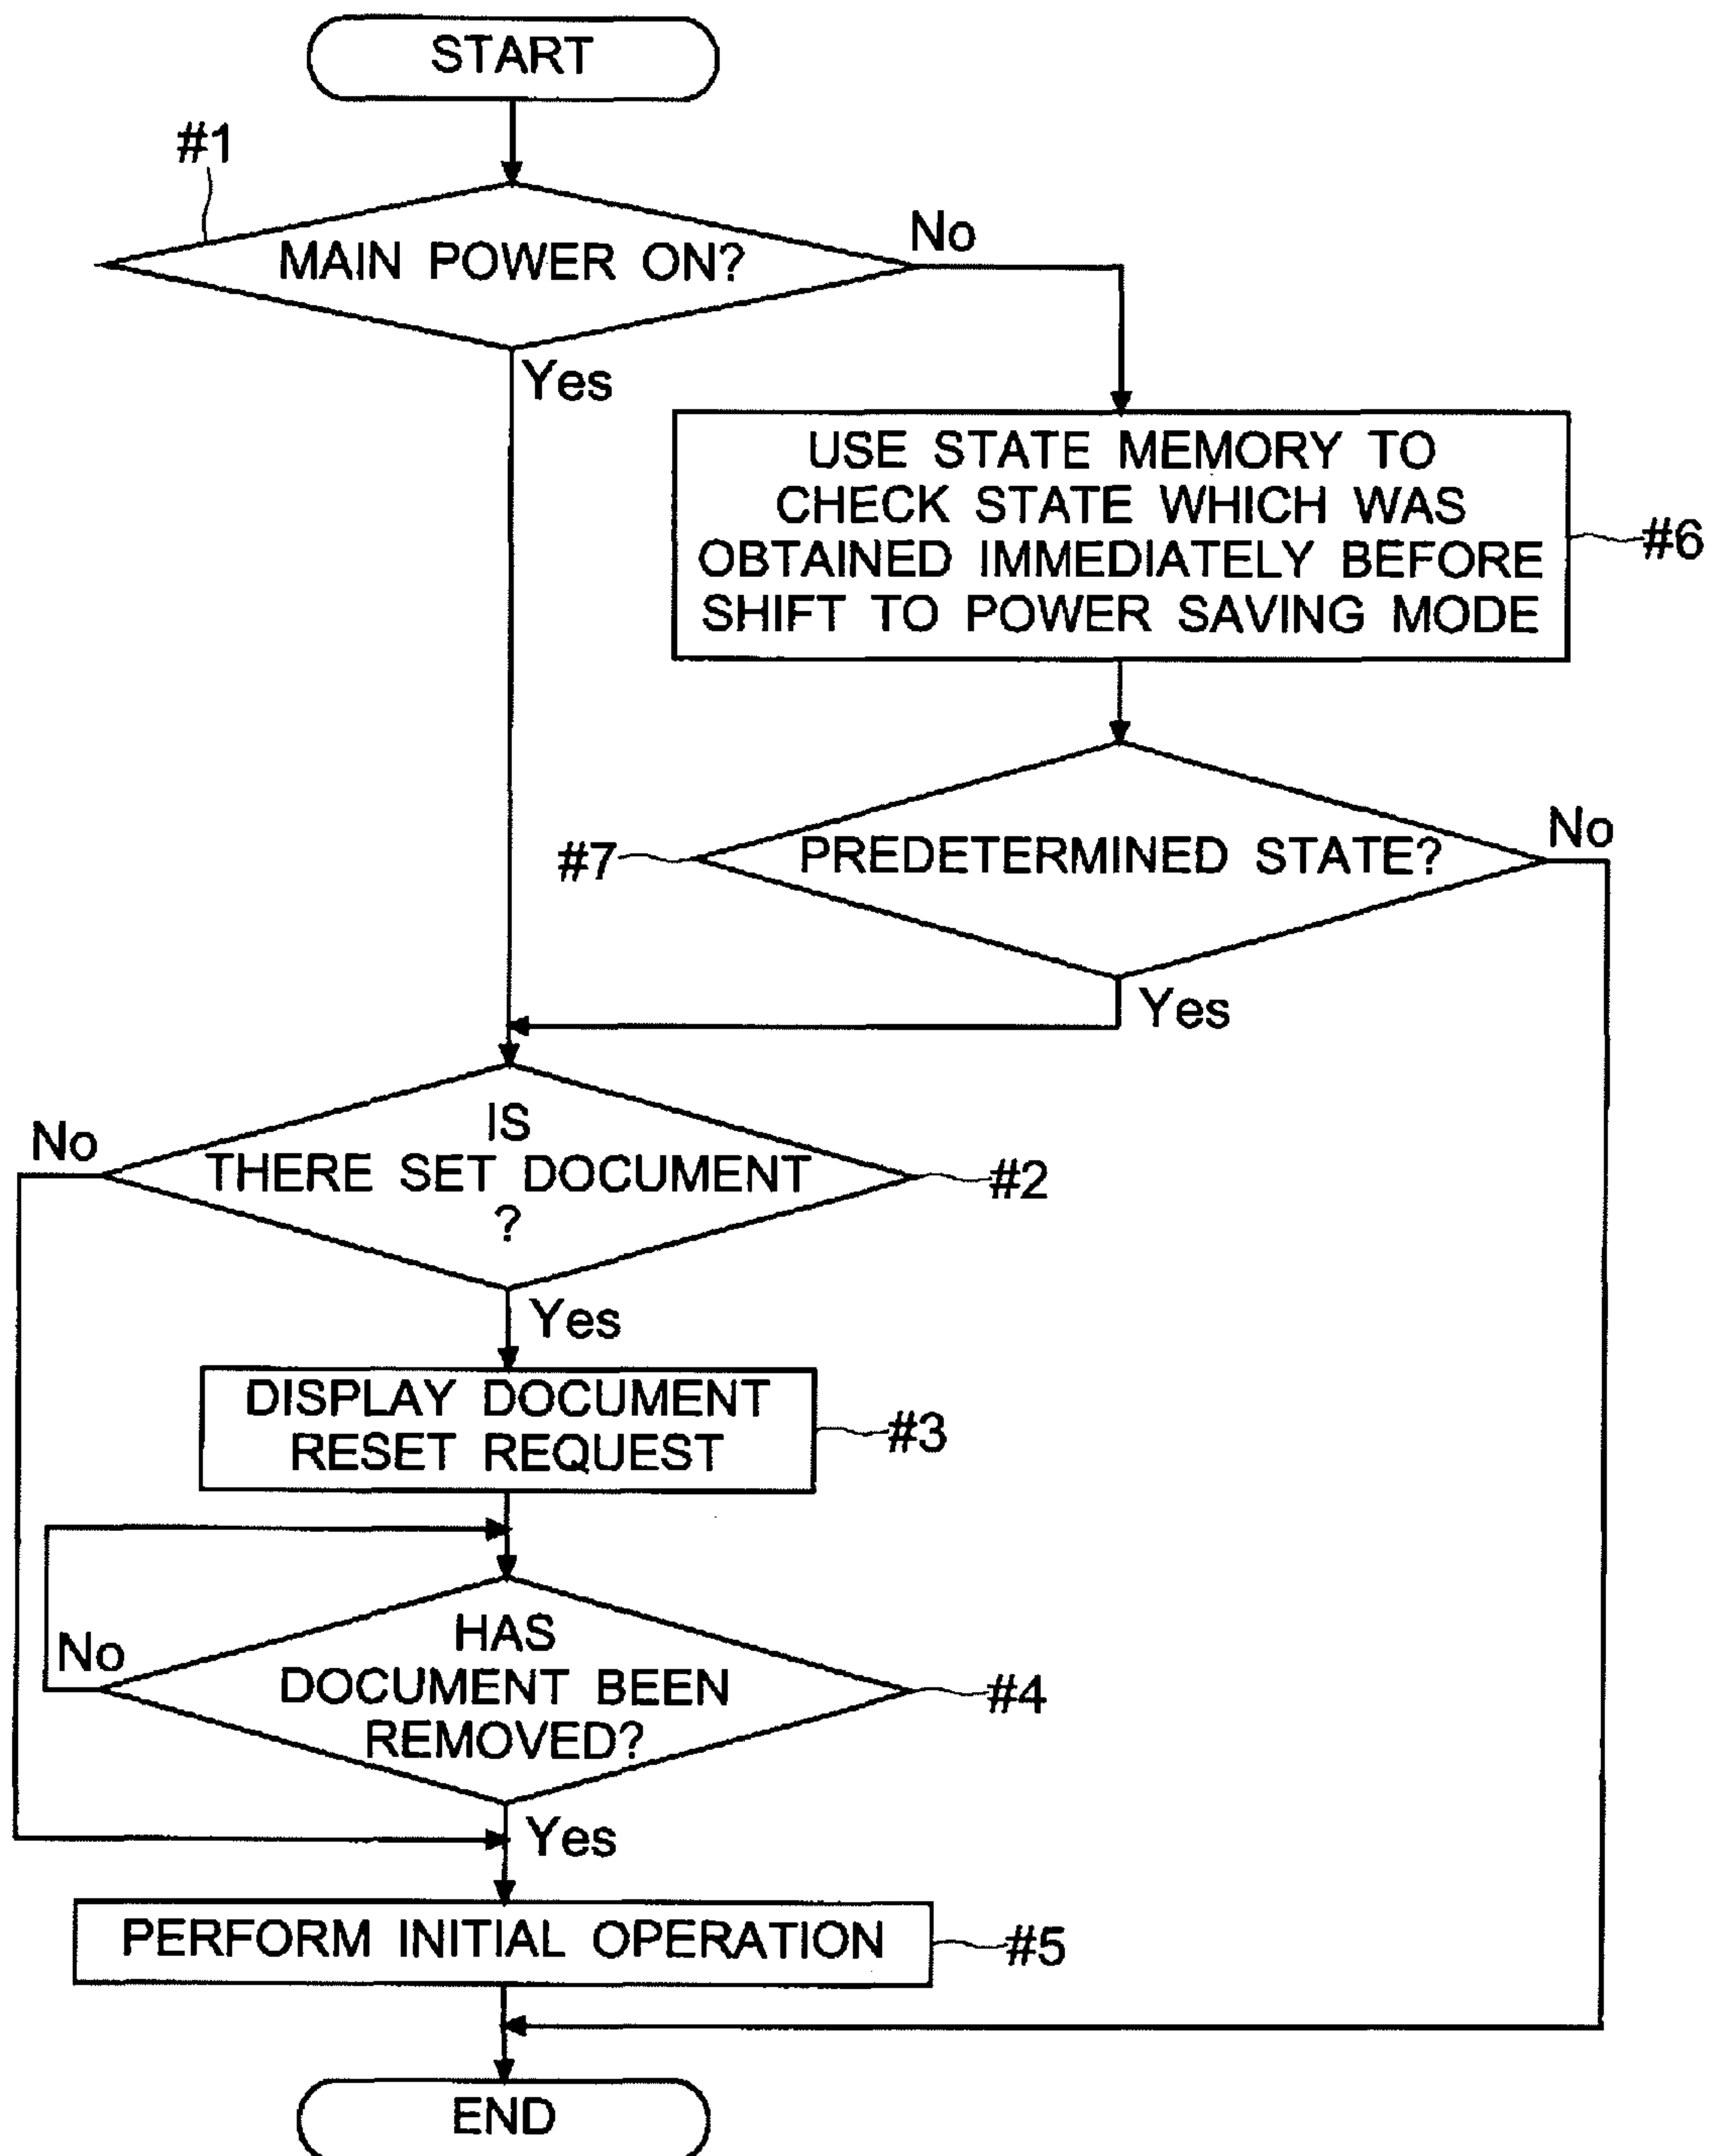 START
#1
MAIN POWER ON?
No
Yes
USE STATE MEMORY TO
CHECK STATE WHICH WAS
OBTAINED IMMEDIATELY BEFORE
SHIFT TO POWER SAVING MODE
#6
#7
PREDETERMINED STATE?
No
Yes
No
IS
THERE SET DOCUMENT
?
#2
Yes
DISPLAY DOCUMENT
RESET REQUEST
#3
No
HAS
DOCUMENT BEEN
REMOVED?
#4
Yes
PERFORM INITIAL OPERATION
#5
END